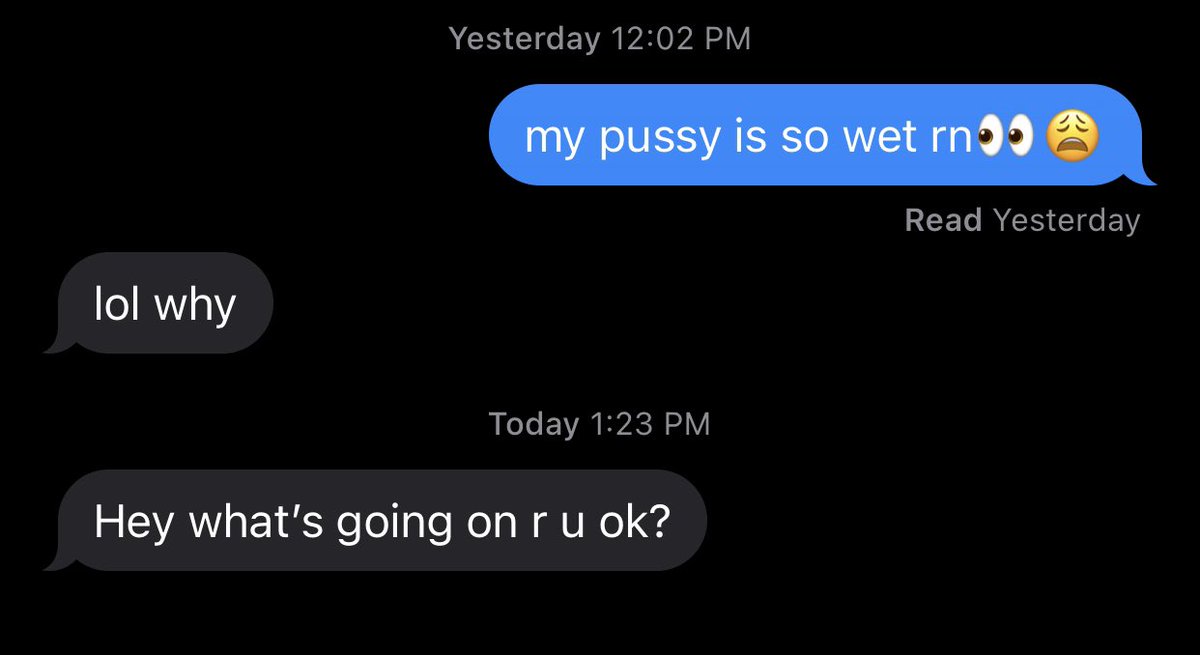 Yesterday 12:02 PM
my pussy is so wet rn👀😩
Read Yesterday
lol why
Today 1:23 PM
Hey what’s going on r u ok?